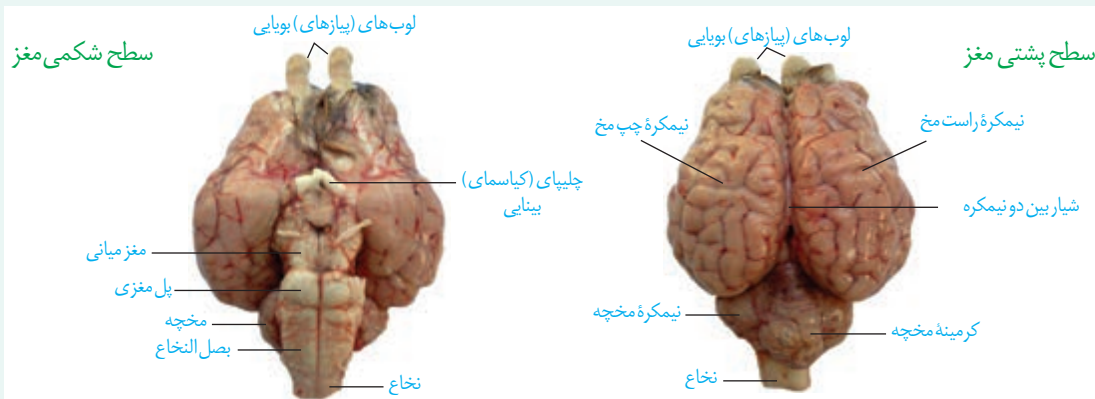 سطح پشتی مغز
لوب‌های (پیازهای) بویایی
نیمکرهٔ راست مخ
نیمکرهٔ چپ مخ
شیار بین دو نیمکره
نیمکرهٔ مخچه
کرمینهٔ مخچه
نخاع
سطح شکمی مغز
لوب‌های (پیازهای) بویایی
چلیپای (کیاسمای)
بینایی
مغز میانی
پل مغزی
مخچه
بصل النخاع
نخاع